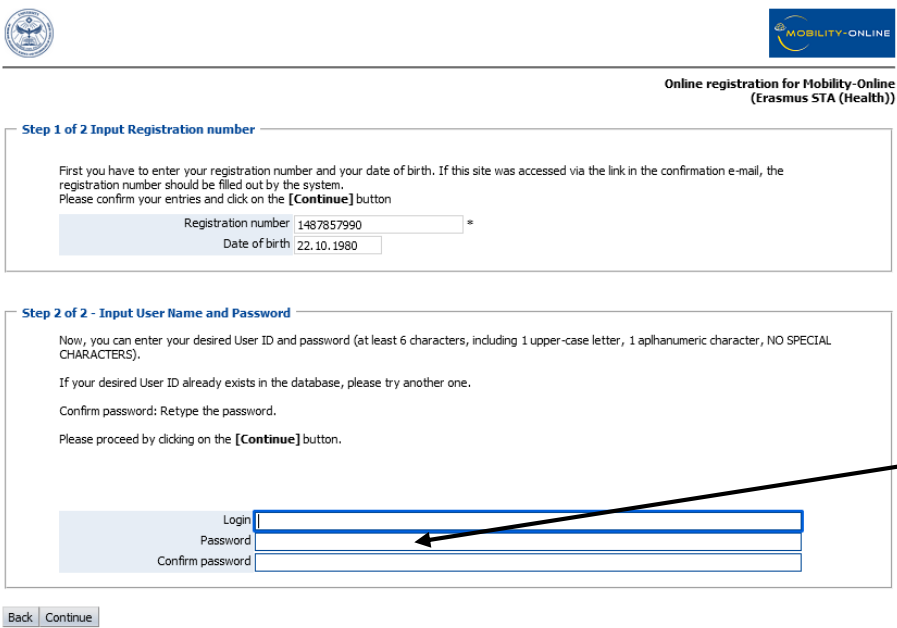 UNIVERSITY
MOBILITY-ONLINE
Online registration for Mobility-Online
(Erasmus STA (Health))
Step 1 of 2 Input Registration number
First you have to enter your registration number and your date of birth. If this site was accessed via the link in the confirmation e-mail, the
registration number should be filled out by the system.
Please confirm your entries and click on the [Continue] button
Registration number 1487857990 *
Date of birth 22.10.1980
Step 2 of 2 - Input User Name and Password
Now, you can enter your desired User ID and password (at least 6 characters, including 1 upper-case letter, 1 aplhanumeric character, NO SPECIAL
CHARACTERS).
If your desired User ID already exists in the database, please try another one.
Confirm password: Retype the password.
Please proceed by clicking on the [Continue] button.
Login
Password
Confirm password
Back Continue